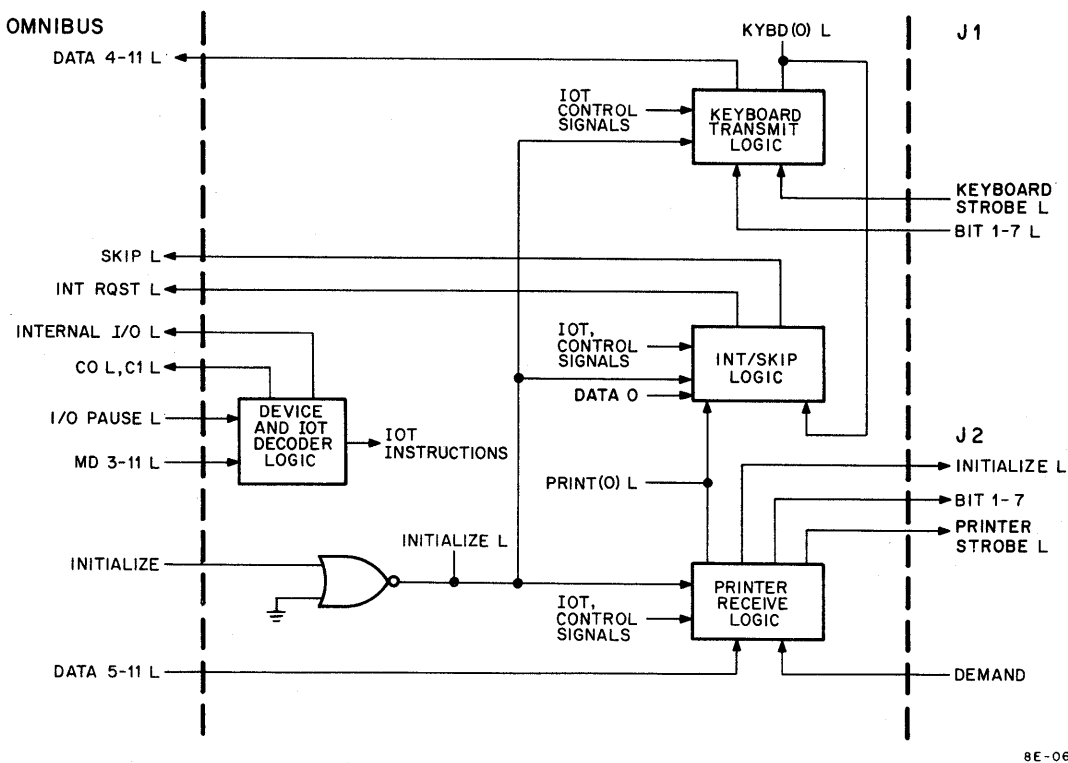 OMNIBUS
J1
KYBD(0) L
DATA 4-11 L
IOT
CONTROL
SIGNALS
KEYBOARD
TRANSMIT
LOGIC
KEYBOARD
STROBE L
BIT 1-7 L
SKIP L
INT RQST L
INTERNAL I/O L
CO L, C1 L
I/O PAUSE L
MD 3-11 L
DEVICE
AND IOT
DECODER
LOGIC
IOT
INSTRUCTIONS
IOT,
CONTROL
SIGNALS
DATA 0
INT/SKIP
LOGIC
J2
INITIALIZE L
BIT 1-7
PRINTER
STROBE L
PRINT(0) L
INITIALIZE L
INITIALIZE
IOT,
CONTROL
SIGNALS
PRINTER
RECEIVE
LOGIC
DATA 5-11 L
DEMAND